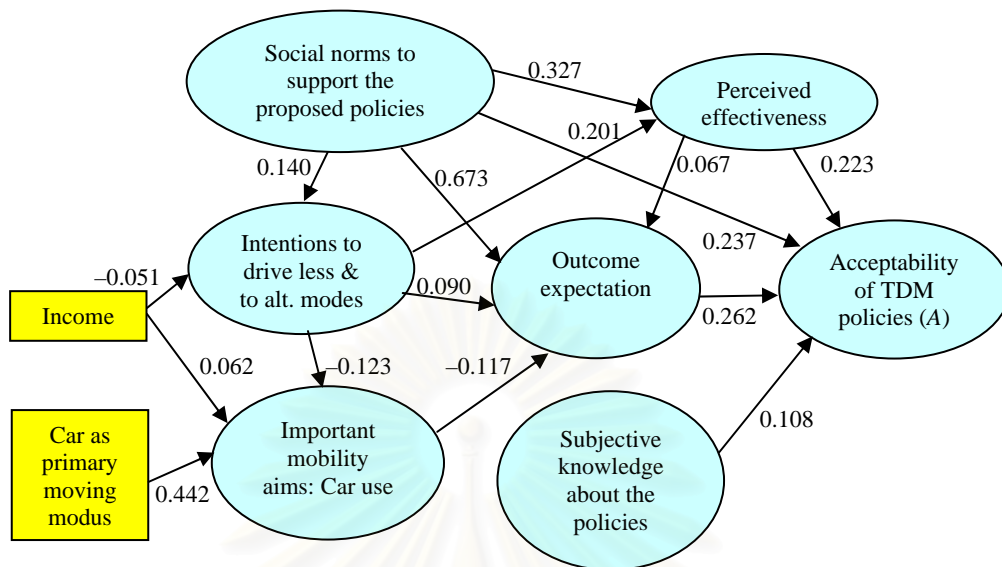 Social norms to
support the
proposed policies
0.327
Perceived
effectiveness
0.201
0.140
0.673
0.067
0.223
Intentions to
drive less &
to alt. modes
0.237
Outcome
expectation
Acceptability
of TDM
policies (A)
–0.051
0.090
0.262
Income
0.062
–0.123
–0.117
0.108
Car as
primary
moving
modus
0.442
Important
mobility
aims: Car use
Subjective
knowledge
about the
policies